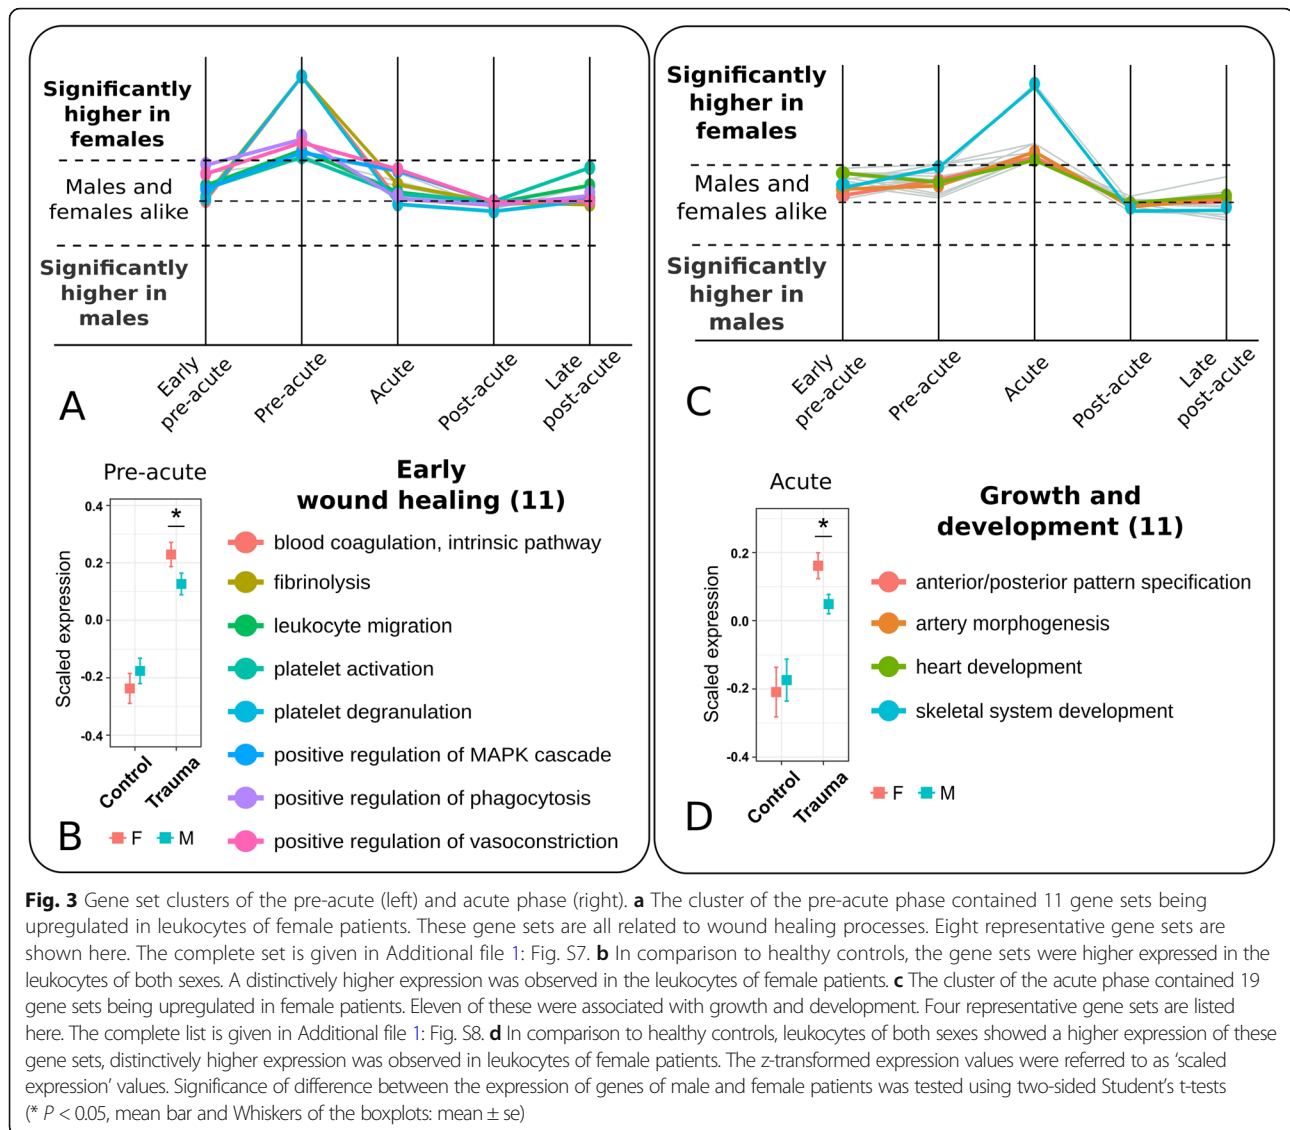 Significantly
higher in
females
Males and
females alike
Significantly
higher in
males
Early
pre-acute
Pre-acute
Acute
Post-acute
Late
post-acute
A
Pre-acute
Scaled expression
0.4
0.2
0.0
-0.2
-0.4
*
Control
Trauma
B
F
M
Early
wound healing (11)
blood coagulation, intrinsic pathway
fibrinolysis
leukocyte migration
platelet activation
platelet degranulation
positive regulation of MAPK cascade
positive regulation of phagocytosis
positive regulation of vasoconstriction
Significantly
higher in
females
Males and
females alike
Significantly
higher in
males
Early
pre-acute
Pre-acute
Acute
Post-acute
Late
post-acute
C
Acute
Scaled expression
0.2
0.0
-0.2
-0.4
*
Control
Trauma
D
F
M
Growth and
development (11)
anterior/posterior pattern specification
artery morphogenesis
heart development
skeletal system development
Fig. 3 Gene set clusters of the pre-acute (left) and acute phase (right). a The cluster of the pre-acute phase contained 11 gene sets being
upregulated in leukocytes of female patients. These gene sets are all related to wound healing processes. Eight representative gene sets are
shown here. The complete set is given in Additional file 1: Fig. S7. b In comparison to healthy controls, the gene sets were higher expressed in the
leukocytes of both sexes. A distinctively higher expression was observed in the leukocytes of female patients. c The cluster of the acute phase contained 19
gene sets being upregulated in female patients. Eleven of these were associated with growth and development. Four representative gene sets are listed
here. The complete list is given in Additional file 1: Fig. S8. d In comparison to healthy controls, leukocytes of both sexes showed a higher expression of these
gene sets, distinctively higher expression was observed in leukocytes of female patients. The z-transformed expression values were referred to as 'scaled
expression' values. Significance of difference between the expression of genes of male and female patients was tested using two-sided Student's t-tests
(* P < 0.05, mean bar and Whiskers of the boxplots: mean ± se)